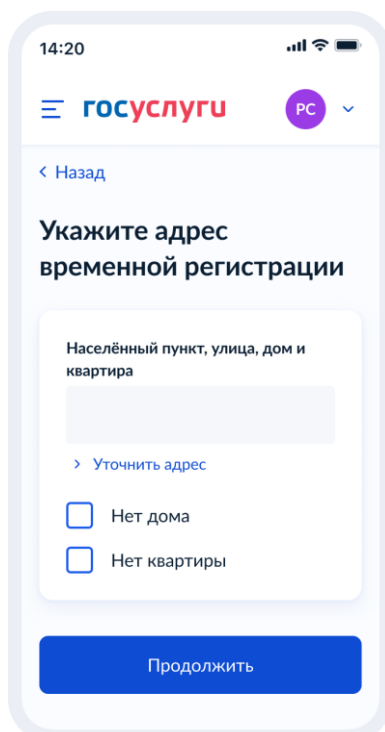 14:20
госуслуги
РС
Назад
Укажите адрес
временной регистрации
Населённый пункт, улица, дом и
квартира
Уточнить адрес
Нет дома
Нет квартиры
Продолжить